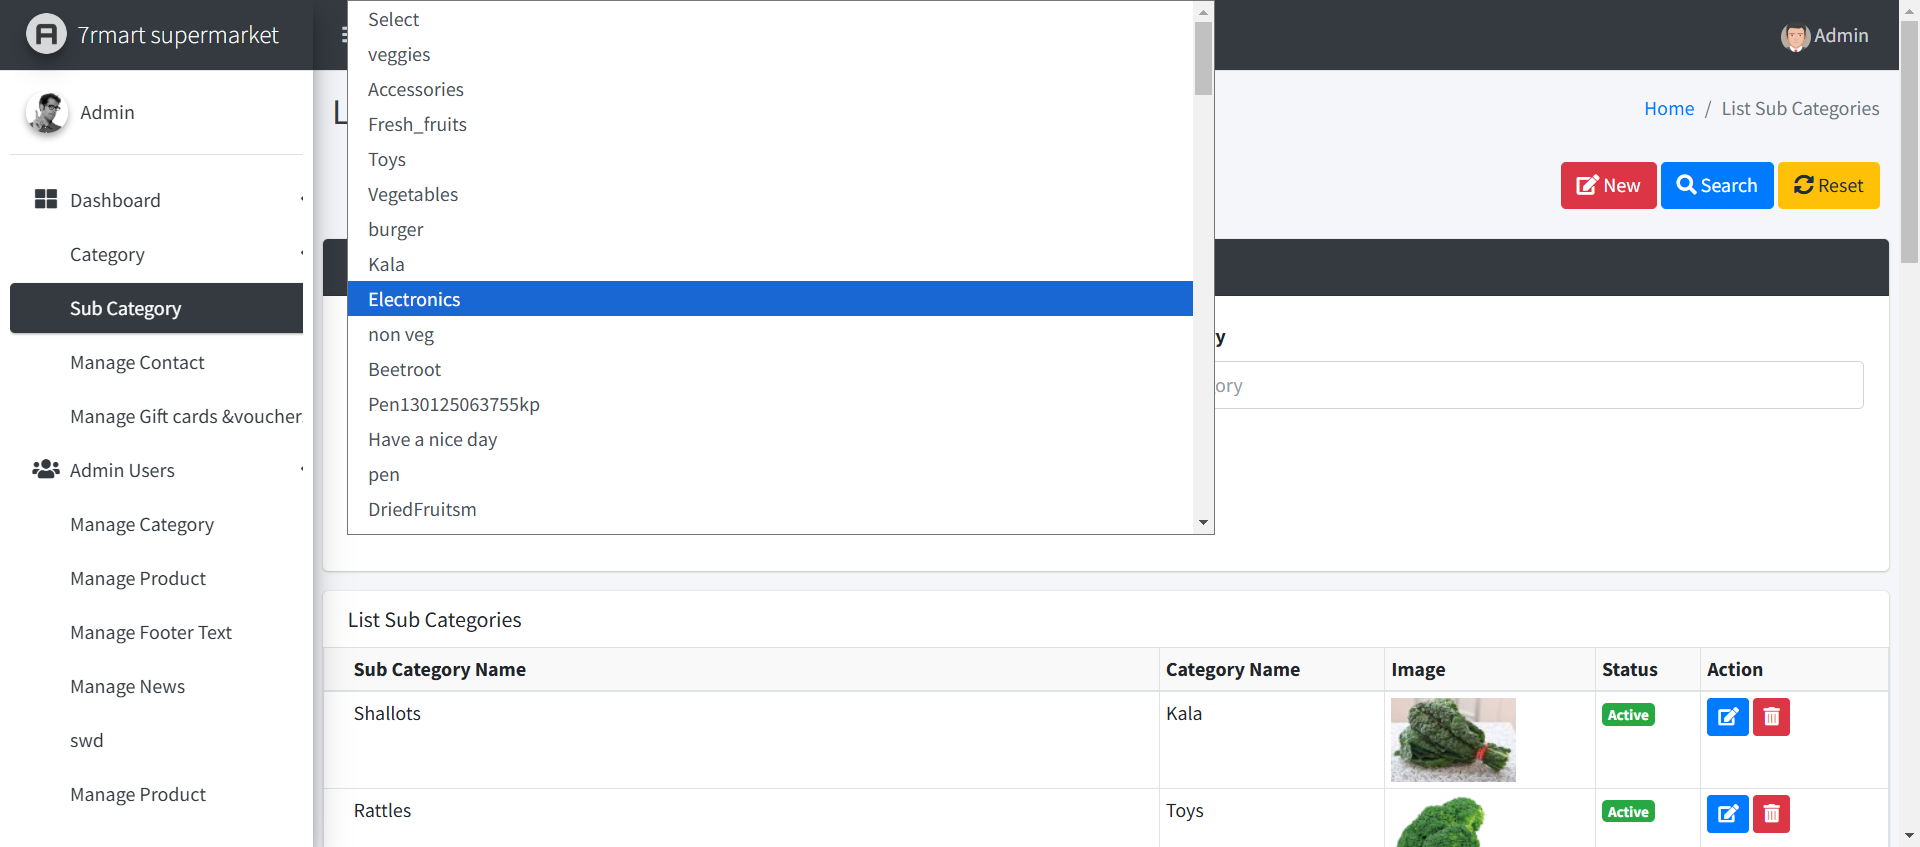 7rmart supermarket
Admin
Admin
Dashboard
Category
Sub Category
Manage Contact
Manage Gift cards &voucher
Admin Users
Manage Category
Manage Product
Manage Footer Text
Manage News
swd
Manage Product
Select
veggies
Accessories
Fresh_fruits
Toys
Vegetables
burger
Kala
Electronics
non veg
Beetroot
Pen130125063755kp
Have a nice day
pen
DriedFruitsm
L
Home / List Sub Categories
New Search Reset
y
ory
List Sub Categories
Sub Category Name Category Name Image Status Action
Shallots Kala Active
Rattles Toys Active